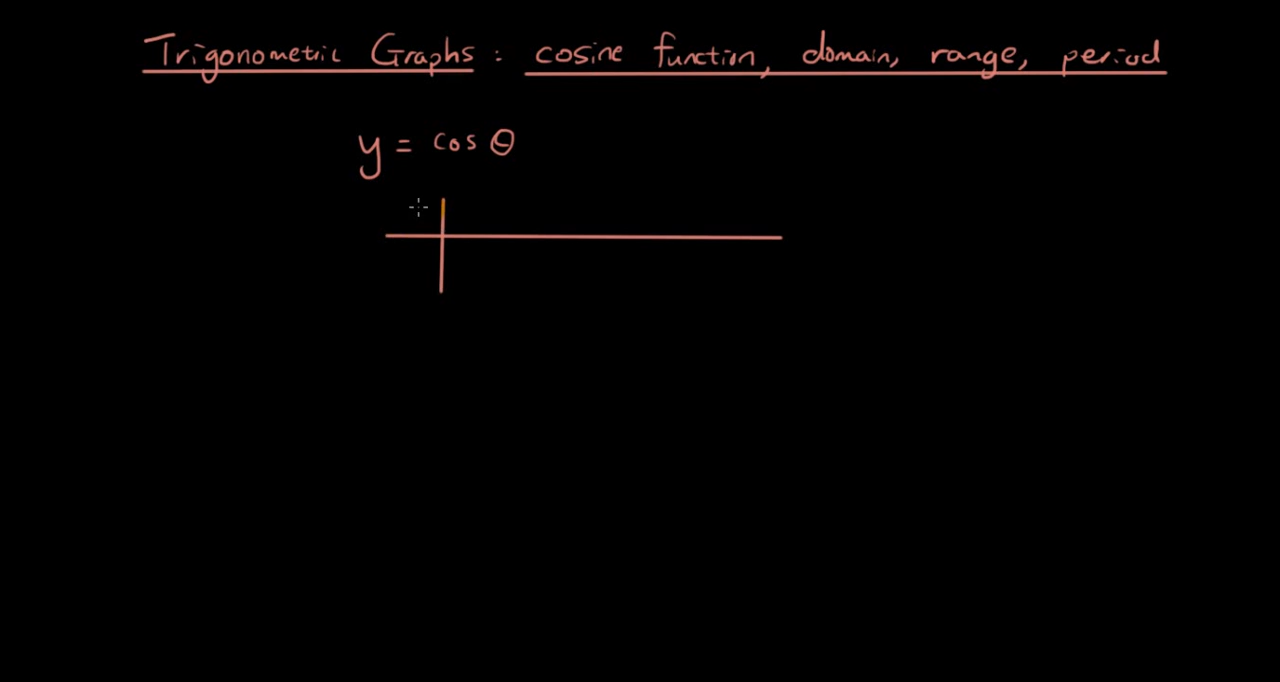 Trigonometric Graphs : cosine function, domain, range, period
y = cos θ